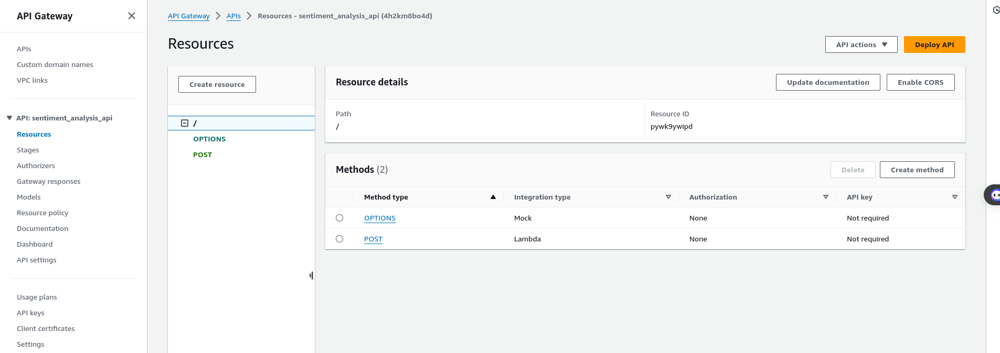 API Gateway
APIs
Custom domain names
VPC links
API: sentiment_analysis_api
Resources
Stages
Authorizers
Gateway responses
Models
Resource policy
Documentation
Dashboard
API settings
Usage plans
API keys
Client certificates
Settings
API Gateway > APIs > Resources - sentiment_analysis_api (4h2km8bo4d)
Resources
API actions
Deploy API
Create resource
/
OPTIONS
POST
Resource details
Update documentation
Enable CORS
Path
/
Resource ID
pywk9ywipd
Methods (2)
Delete
Create method
Method type Integration type Authorization API key
OPTIONS Mock None Not required
POST Lambda None Not required